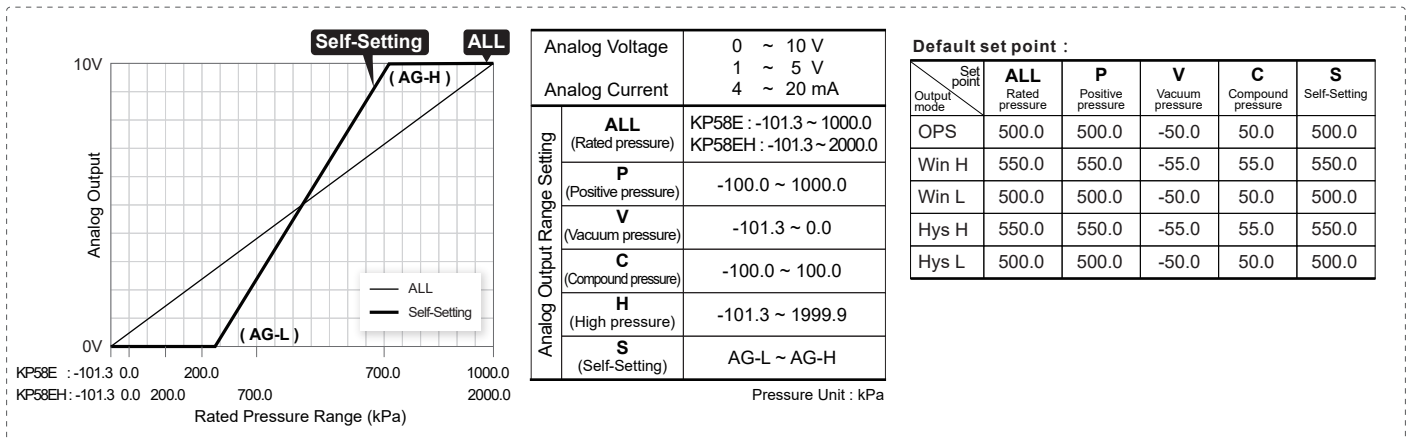 Self-Setting
ALL
10V
( AG-H )
Analog Output
ALL
Self-Setting
( AG-L )
0V
KP58E : -101.3 0.0 200.0 700.0 1000.0
KP58EH : -101.3 0.0 200.0 700.0 2000.0
Rated Pressure Range (kPa)
Analog Voltage 0 ~ 10 V
1 ~ 5 V
Analog Current 4 ~ 20 mA
Analog Output Range Setting
ALL
(Rated pressure)
KP58E : -101.3 ~ 1000.0
KP58EH : -101.3 ~ 2000.0
P
(Positive pressure)
-100.0 ~ 1000.0
V
(Vacuum pressure)
-101.3 ~ 0.0
C
(Compound pressure)
-100.0 ~ 100.0
H
(High pressure)
-101.3 ~ 1999.9
S
(Self-Setting)
AG-L ~ AG-H
Pressure Unit : kPa
Default set point :
Set point
Output mode
ALL
Rated pressure
P
Positive pressure
V
Vacuum pressure
C
Compound pressure
S
Self-Setting
OPS 500.0 500.0 -50.0 50.0 500.0
Win H 550.0 550.0 -55.0 55.0 550.0
Win L 500.0 500.0 -50.0 50.0 500.0
Hys H 550.0 550.0 -55.0 55.0 550.0
Hys L 500.0 500.0 -50.0 50.0 500.0